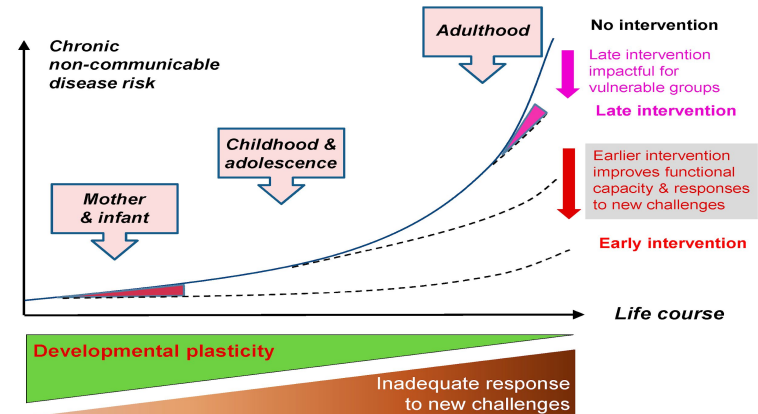 Chronic
non-communicable
disease risk
Mother
& infant
Childhood &
adolescence
Adulthood
No intervention
Late intervention
impactful for
vulnerable groups
Late intervention
Earlier intervention
improves functional
capacity & responses
to new challenges
Early intervention
Life course
Developmental plasticity
Inadequate response
to new challenges